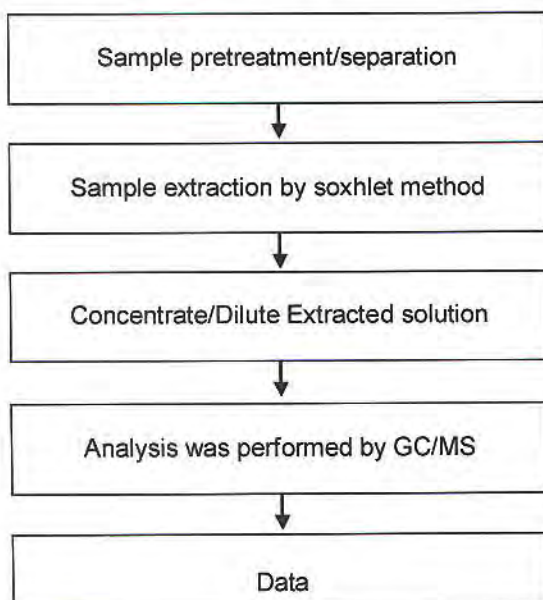 Sample pretreatment/separation
Sample extraction by soxhlet method
Concentrate/Dilute Extracted solution
Analysis was performed by GC/MS
Data